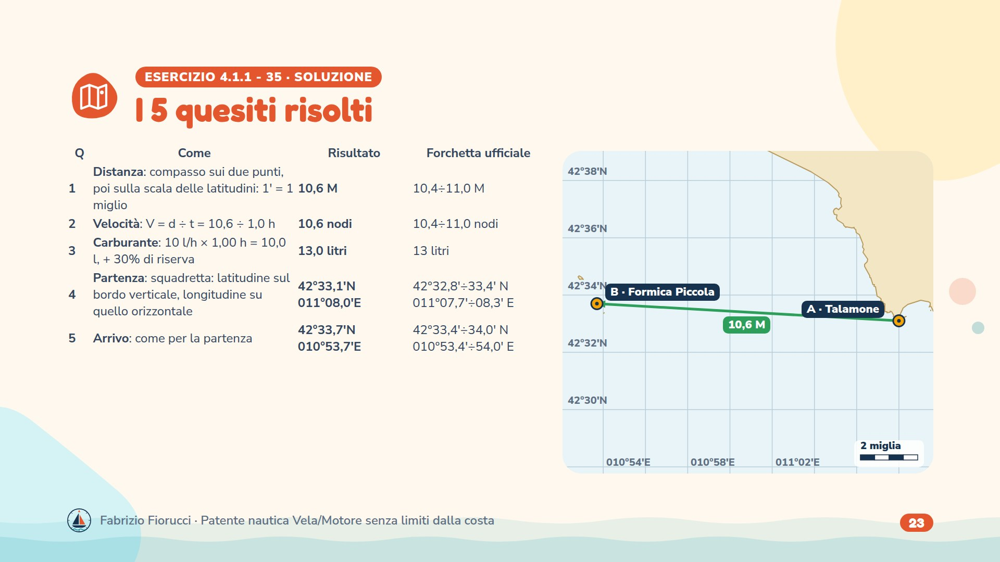 ESERCIZIO 4.1.1 - 35 · SOLUZIONE
I 5 quesiti risolti
Q Come Risultato Forchetta ufficiale
1 Distanza: compasso sui due punti, poi sulla scala delle latitudini: 1' = 1 miglio 10,6 M 10,4÷11,0 M
2 Velocità: V = d ÷ t = 10,6 ÷ 1,0 h 10,6 nodi 10,4÷11,0 nodi
3 Carburante: 10 l/h × 1,00 h = 10,0 l, + 30% di riserva 13,0 litri 13 litri
4 Partenza: squadretta: latitudine sul bordo verticale, longitudine su quello orizzontale 42°33,1'N 011°08,0'E 42°32,8'÷33,4' N 011°07,7'÷08,3' E
5 Arrivo: come per la partenza 42°33,7'N 010°53,7'E 42°33,4'÷34,0' N 010°53,4'÷54,0' E
42°38'N
42°36'N
42°34'N
B · Formica Piccola
A · Talamone
10,6 M
42°32'N
42°30'N
2 miglia
010°54'E 010°58'E 011°02'E
Fabrizio Fiorucci · Patente nautica Vela/Motore senza limiti dalla costa
23